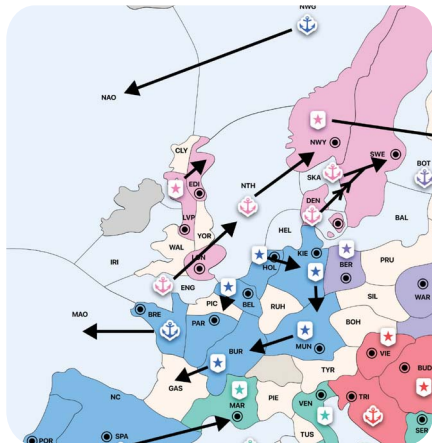 NWG
NAO
CLY
NWY
SWE
BOT
SKA
EDI
NTH
DEN
LVP
YOR
BAL
HEL
WAL
KIE
IRI
LON
HOL
BER
PRU
ENG
PIC
BEL
WAR
SIL
RUH
MAO
BRE
PAR
BOH
MUN
BUR
VIE
TYR
BUD
GAS
NC
MAR
PIE
VEN
TRI
TUS
SER
POR
SPA